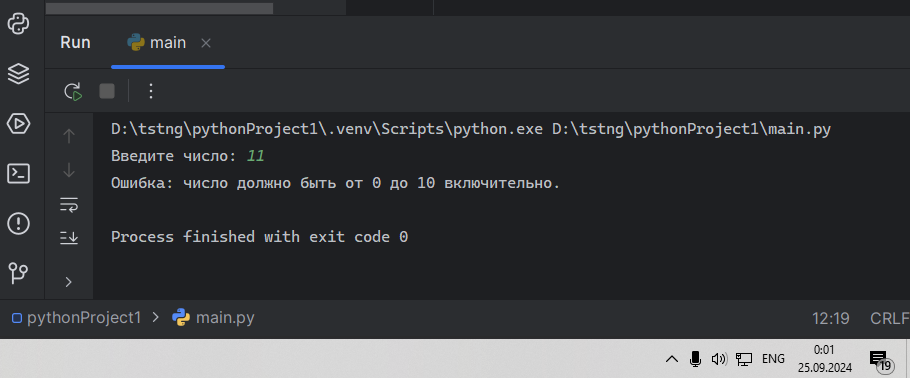 Run main
D:\tstng\pythonProject1\.venv\Scripts\python.exe D:\tstng\pythonProject1\main.py
Введите число: 11
Ошибка: число должно быть от 0 до 10 включительно.
Process finished with exit code 0
pythonProject1 > main.py 12:19 CRLF
ENG 0:01
25.09.2024 19